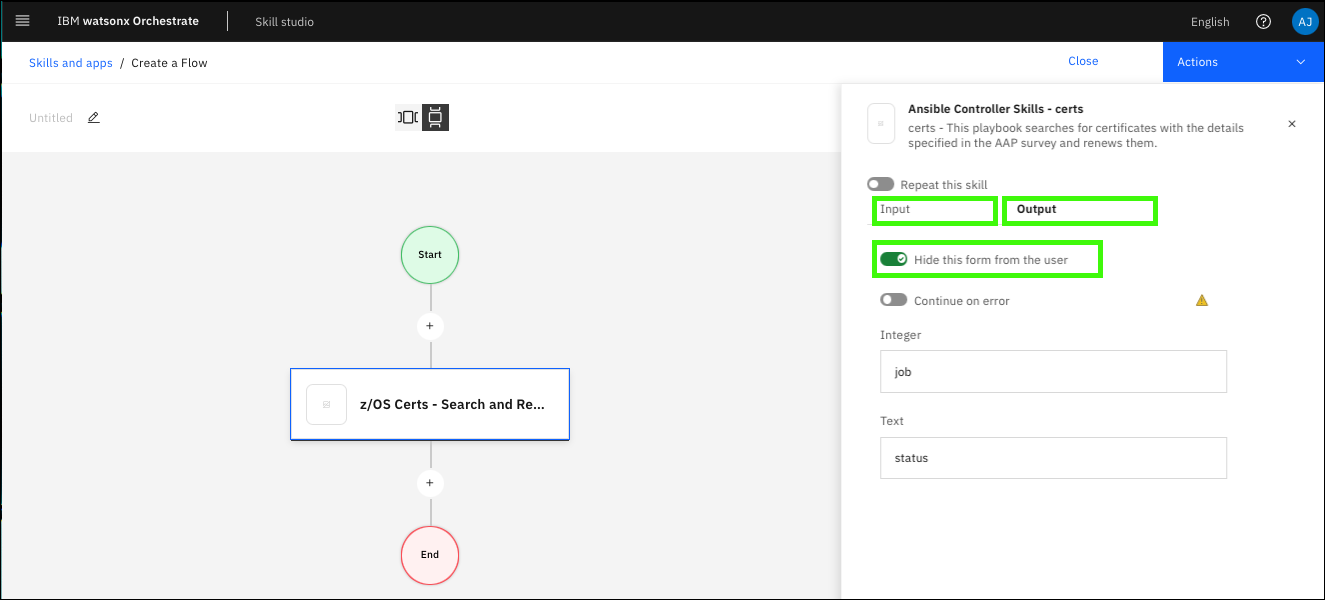 IBM watsonx Orchestrate
Skill studio
English
AJ
Skills and apps / Create a Flow
Close
Actions
Untitled
Ansible Controller Skills - certs
certs - This playbook searches for certificates with the details
specified in the AAP survey and renews them.
Repeat this skill
Input
Output
Hide this form from the user
Continue on error
Integer
job
Text
status
Start
+
z/OS Certs - Search and Re...
+
End